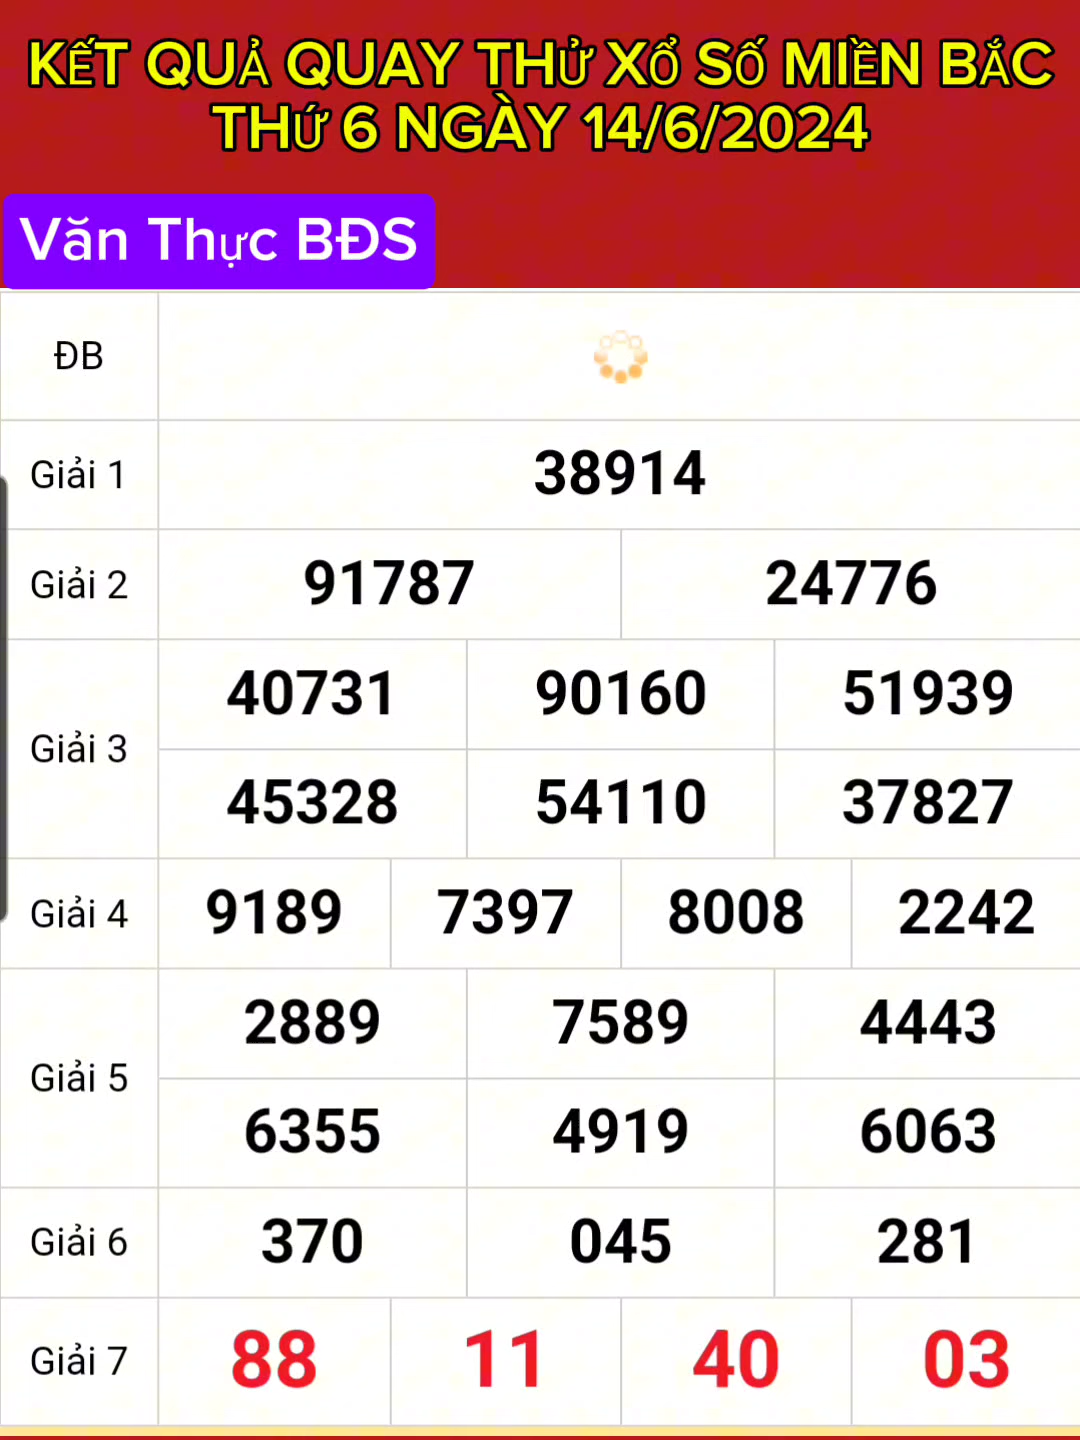 KẾT QUẢ QUAY THỬ XỔ SỐ MIỀN BẮC
THỨ 6 NGÀY 14/6/2024
Văn Thực BĐS
ĐB
Giải 1 38914
Giải 2 91787 24776
Giải 3
40731 90160 51939
45328 54110 37827
Giải 4 9189 7397 8008 2242
Giải 5
2889 7589 4443
6355 4919 6063
Giải 6 370 045 281
Giải 7 88 11 40 03